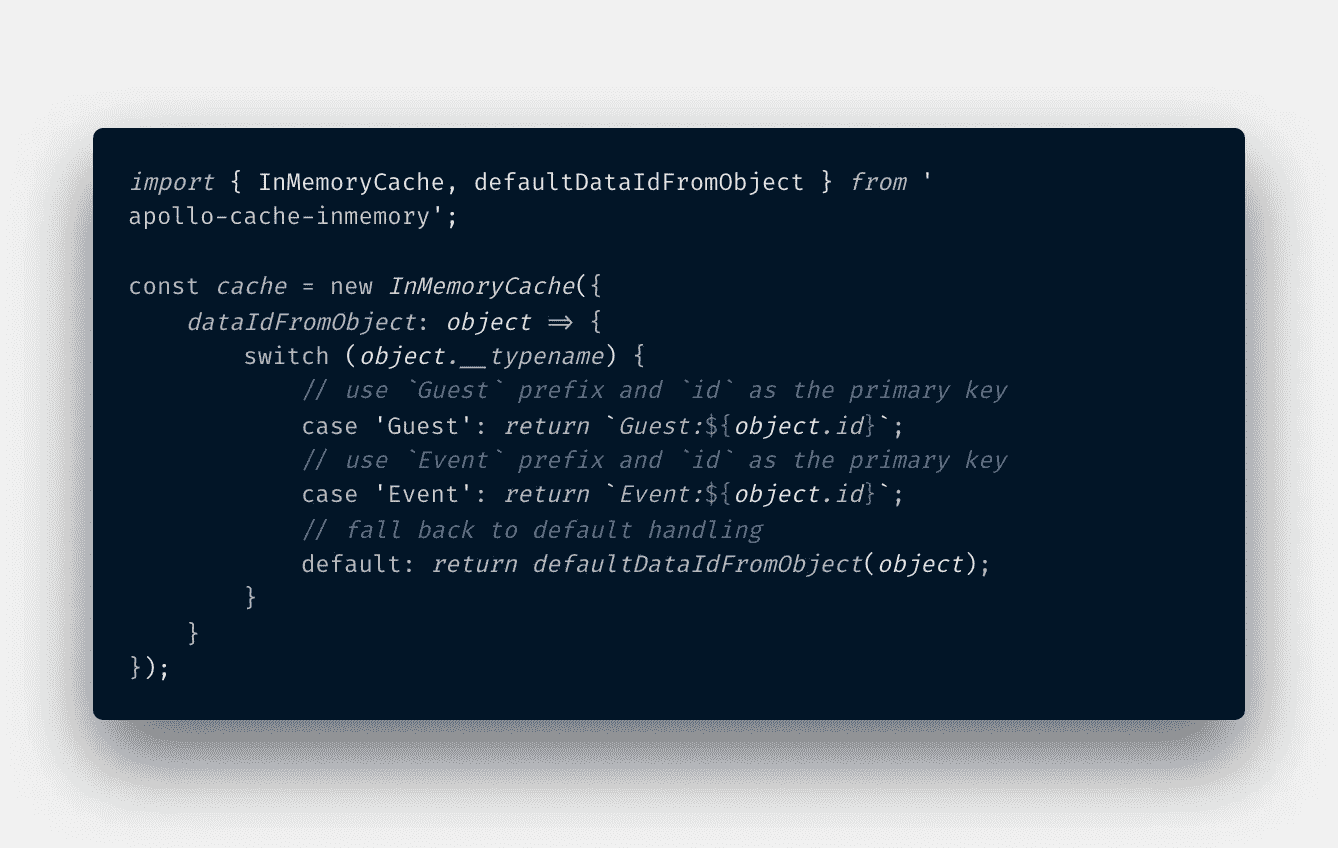 import { InMemoryCache, defaultDataIdFromObject } from '
apollo-cache-inmemory';
const cache = new InMemoryCache({
    dataIdFromObject: object => {
        switch (object.__typename) {
            // use `Guest` prefix and `id` as the primary key
            case 'Guest': return `Guest:${object.id}`;
            // use `Event` prefix and `id` as the primary key
            case 'Event': return `Event:${object.id}`;
            // fall back to default handling
            default: return defaultDataIdFromObject(object);
        }
    }
});